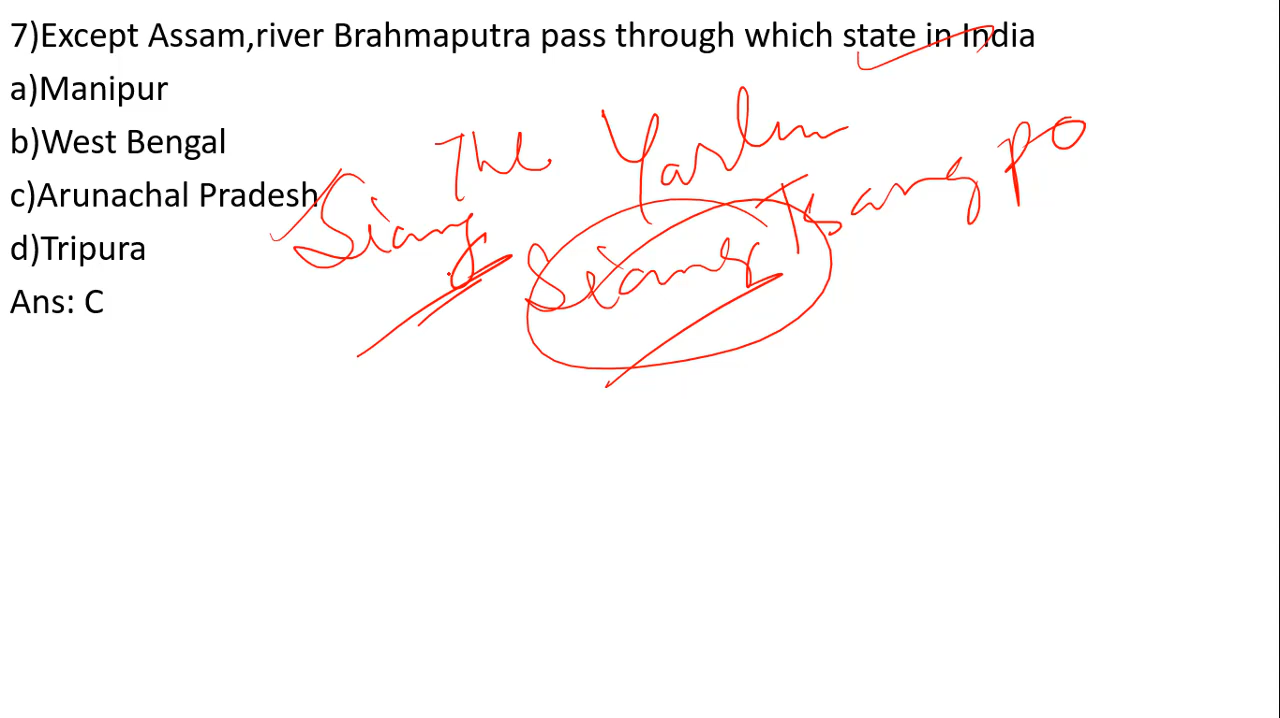 7)Except Assam,river Brahmaputra pass through which state in India
a)Manipur
b)West Bengal
c)Arunachal Pradesh
d)Tripura
Ans: C
The Yarlun
Tsangpo
Siang
Siang